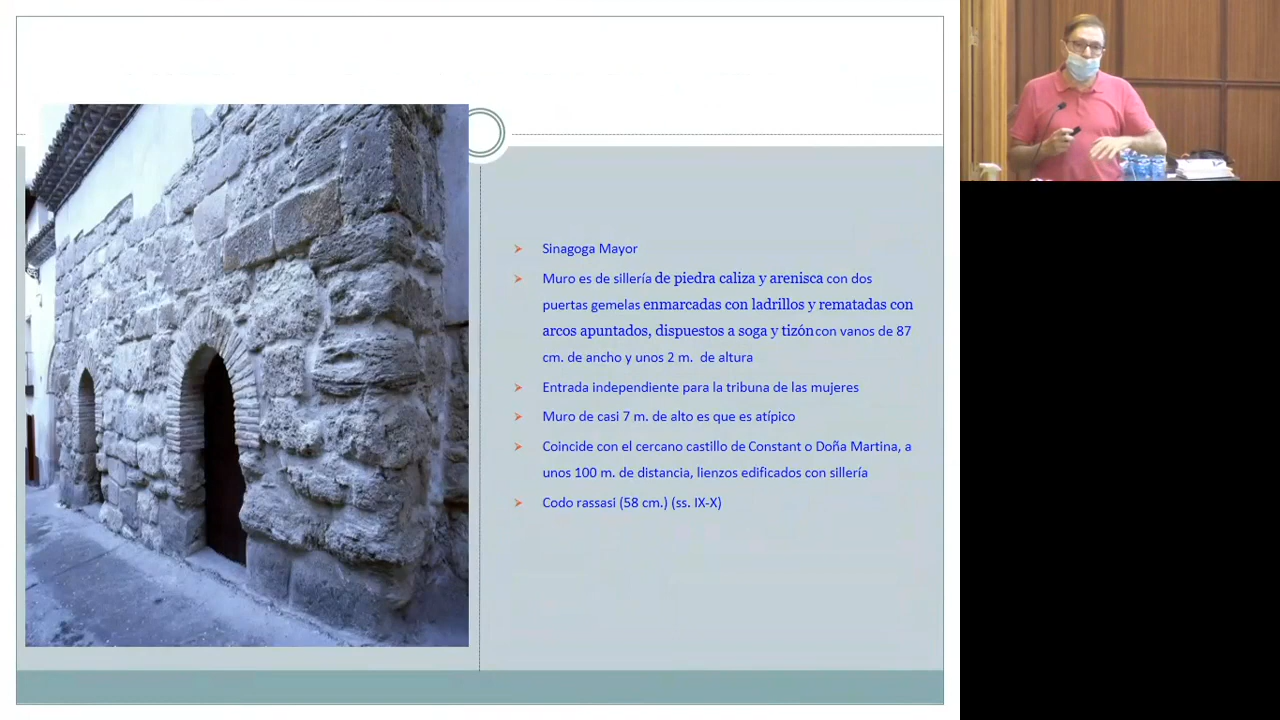 Sinagoga Mayor
Muro es de sillería de piedra caliza y arenisca con dos
puertas gemelas enmarcadas con ladrillos y rematadas con
arcos apuntados, dispuestos a soga y tizón con vanos de 87
cm. de ancho y unos 2 m. de altura
Entrada independiente para la tribuna de las mujeres
Muro de casi 7 m. de alto es que es atípico
Coincide con el cercano castillo de Constant o Doña Martina, a
unos 100 m. de distancia, lienzos edificados con sillería
Codo rassasi (58 cm.) (ss. IX-X)